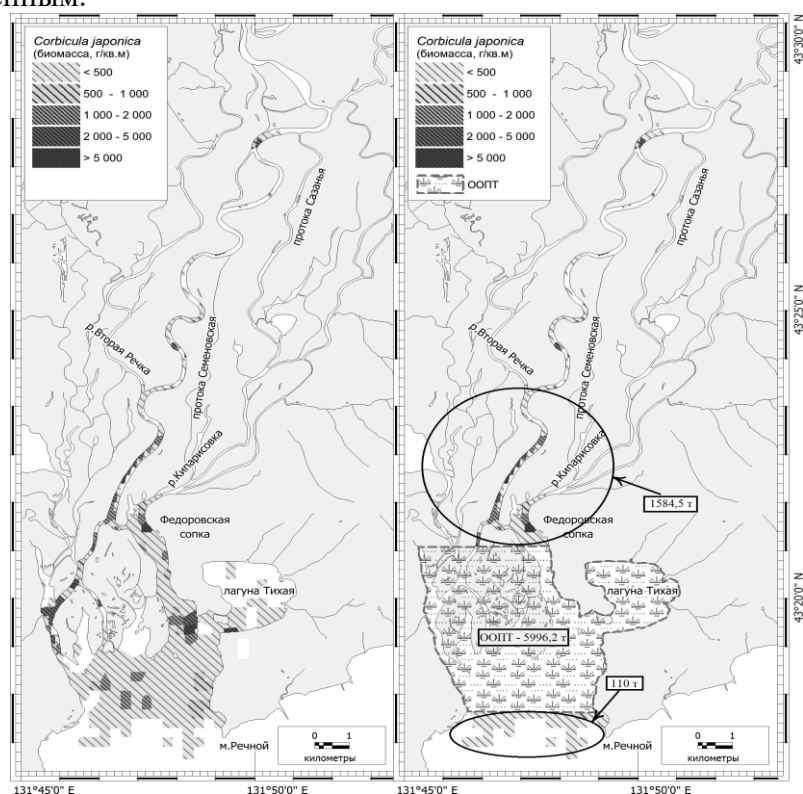 енным.
Corbicula japonica
(биомасса, г/кв.м)
< 500
500 - 1 000
1 000 - 2 000
2 000 - 5 000
> 5 000
р.Вторая Речка
протока Семеновская
протока Сазанья
р.Кипарисовка
Федоровская
сопка
лагуна Тихая
м.Речной
0 1
километры
131°45'0" E
131°50'0" E
Corbicula japonica
(биомасса, г/кв.м)
< 500
500 - 1 000
1 000 - 2 000
2 000 - 5 000
> 5 000
ООПТ
р.Вторая Речка
протока Семеновская
протока Сазанья
р.Кипарисовка
1584,5 т
Федоровская
сопка
лагуна Тихая
ООПТ - 5996,2 т
110 т
м.Речной
0 1
километры
43°30'0" N
43°25'0" N
43°20'0" N
131°45'0" E
131°50'0" E